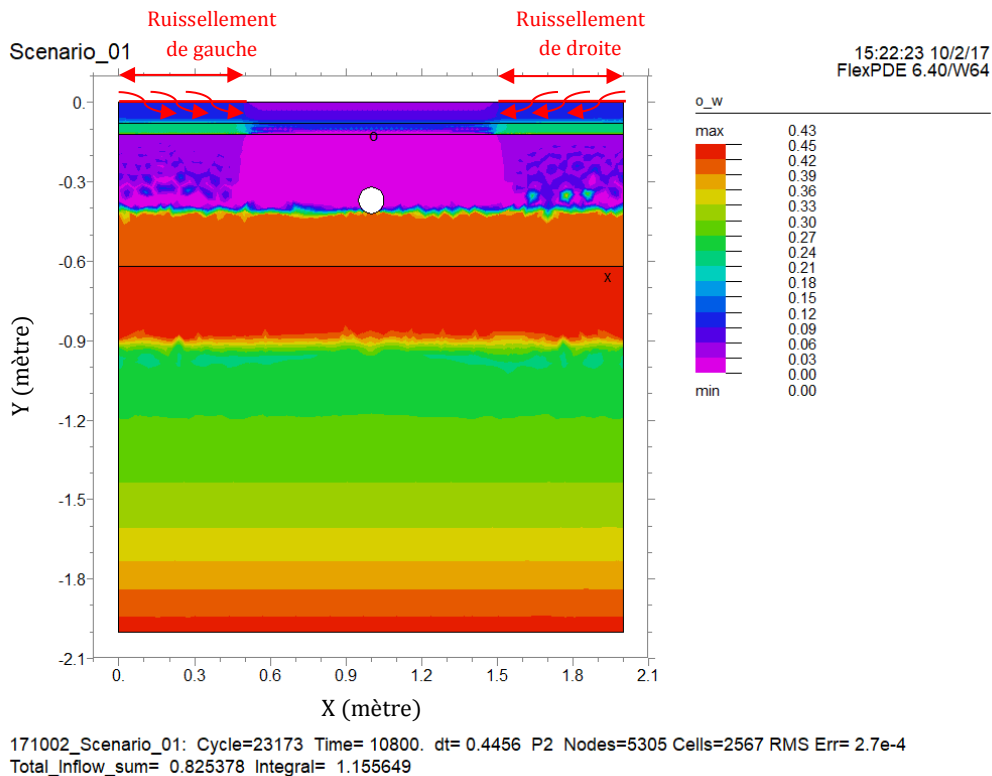 Ruissellement
de gauche
Ruissellement
de droite
Scenario_01
15:22:23 10/2/17
FlexPDE 6.40/W64
o_w
max 0.43
0.45
0.42
0.39
0.36
0.33
0.30
0.27
0.24
0.21
0.18
0.15
0.12
0.09
0.06
0.03
0.00
min 0.00
0.
-0.3
-0.6
-0.9
-1.2
-1.5
-1.8
-2.1
Y (mètre)
o
x
0. 0.3 0.6 0.9 1.2 1.5 1.8 2.1
X (mètre)
171002_Scenario_01: Cycle=23173 Time= 10800. dt= 0.4456 P2 Nodes=5305 Cells=2567 RMS Err= 2.7e-4
Total_Inflow_sum= 0.825378 Integral= 1.155649